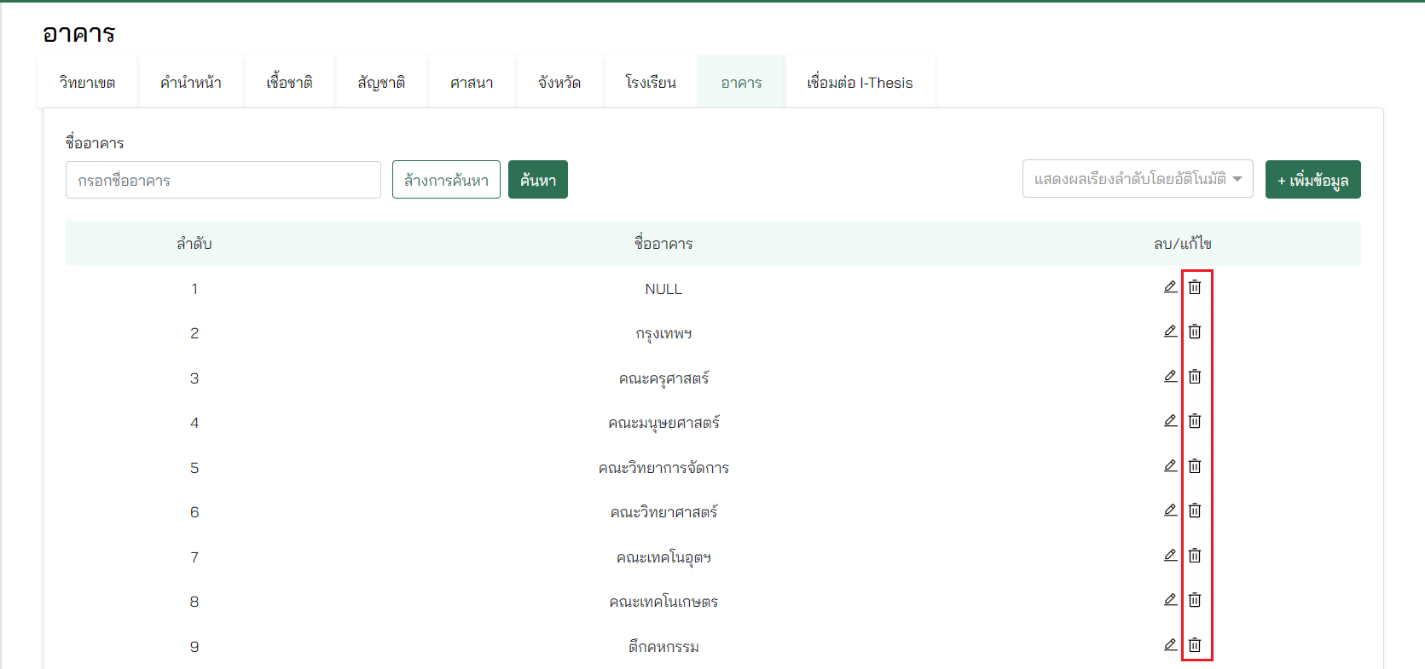 อาคาร
วิทยาเขต คำนำหน้า เชื้อชาติ สัญชาติ ศาสนา จังหวัด โรงเรียน อาคาร เชื่อมต่อ I-Thesis
ชื่ออาคาร
กรอกชื่ออาคาร ล้างการค้นหา ค้นหา แสดงผลเรียงลำดับโดยอัติโนมัติ + เพิ่มข้อมูล
ลำดับ ชื่ออาคาร ลบ/แก้ไข
1 NULL
2 กรุงเทพฯ
3 คณะครุศาสตร์
4 คณะมนุษยศาสตร์
5 คณะวิทยาการจัดการ
6 คณะวิทยาศาสตร์
7 คณะเทคโนอุตฯ
8 คณะเทคโนเกษตร
9 ตึกคหกรรม